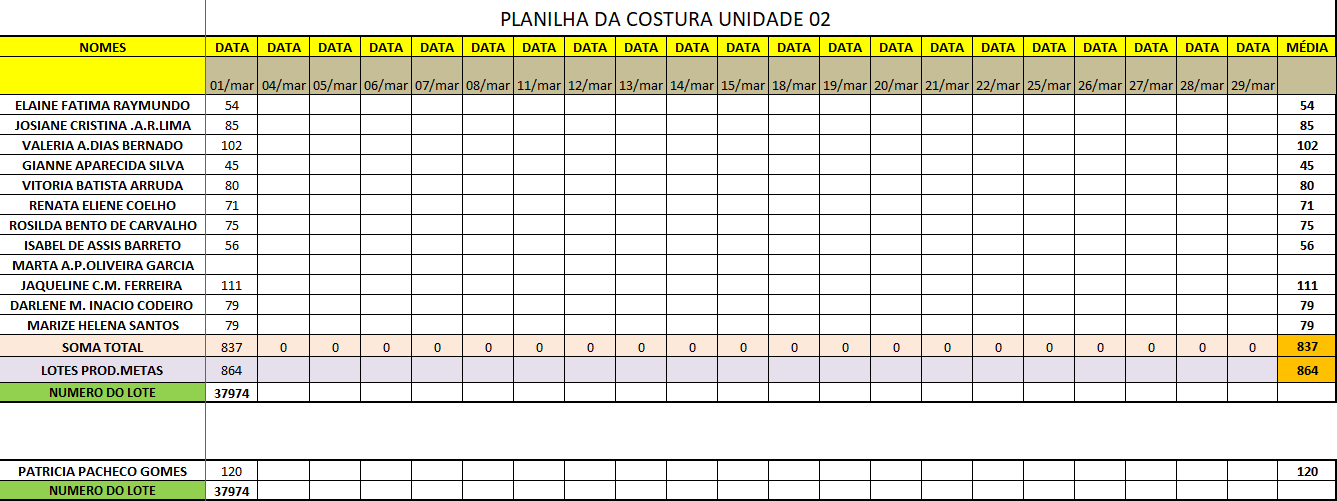 PLANILHA DA COSTURA UNIDADE 02
NOMES DATA DATA DATA DATA DATA DATA DATA DATA DATA DATA DATA DATA DATA DATA DATA DATA DATA DATA DATA DATA DATA MÉDIA
01/mar 04/mar 05/mar 06/mar 07/mar 08/mar 11/mar 12/mar 13/mar 14/mar 15/mar 18/mar 19/mar 20/mar 21/mar 22/mar 25/mar 26/mar 27/mar 28/mar 29/mar
ELAINE FATIMA RAYMUNDO 54 54
JOSIANE CRISTINA .A.R.LIMA 85 85
VALERIA A.DIAS BERNADO 102 102
GIANNE APARECIDA SILVA 45 45
VITORIA BATISTA ARRUDA 80 80
RENATA ELIENE COELHO 71 71
ROSILDA BENTO DE CARVALHO 75 75
ISABEL DE ASSIS BARRETO 56 56
MARTA A.P.OLIVEIRA GARCIA
JAQUELINE C.M. FERREIRA 111 111
DARLENE M. INACIO CODEIRO 79 79
MARIZE HELENA SANTOS 79 79
SOMA TOTAL 837 0 0 0 0 0 0 0 0 0 0 0 0 0 0 0 0 0 0 0 0 837
LOTES PROD.METAS 864 864
NUMERO DO LOTE 37974
PATRICIA PACHECO GOMES 120 120
NUMERO DO LOTE 37974